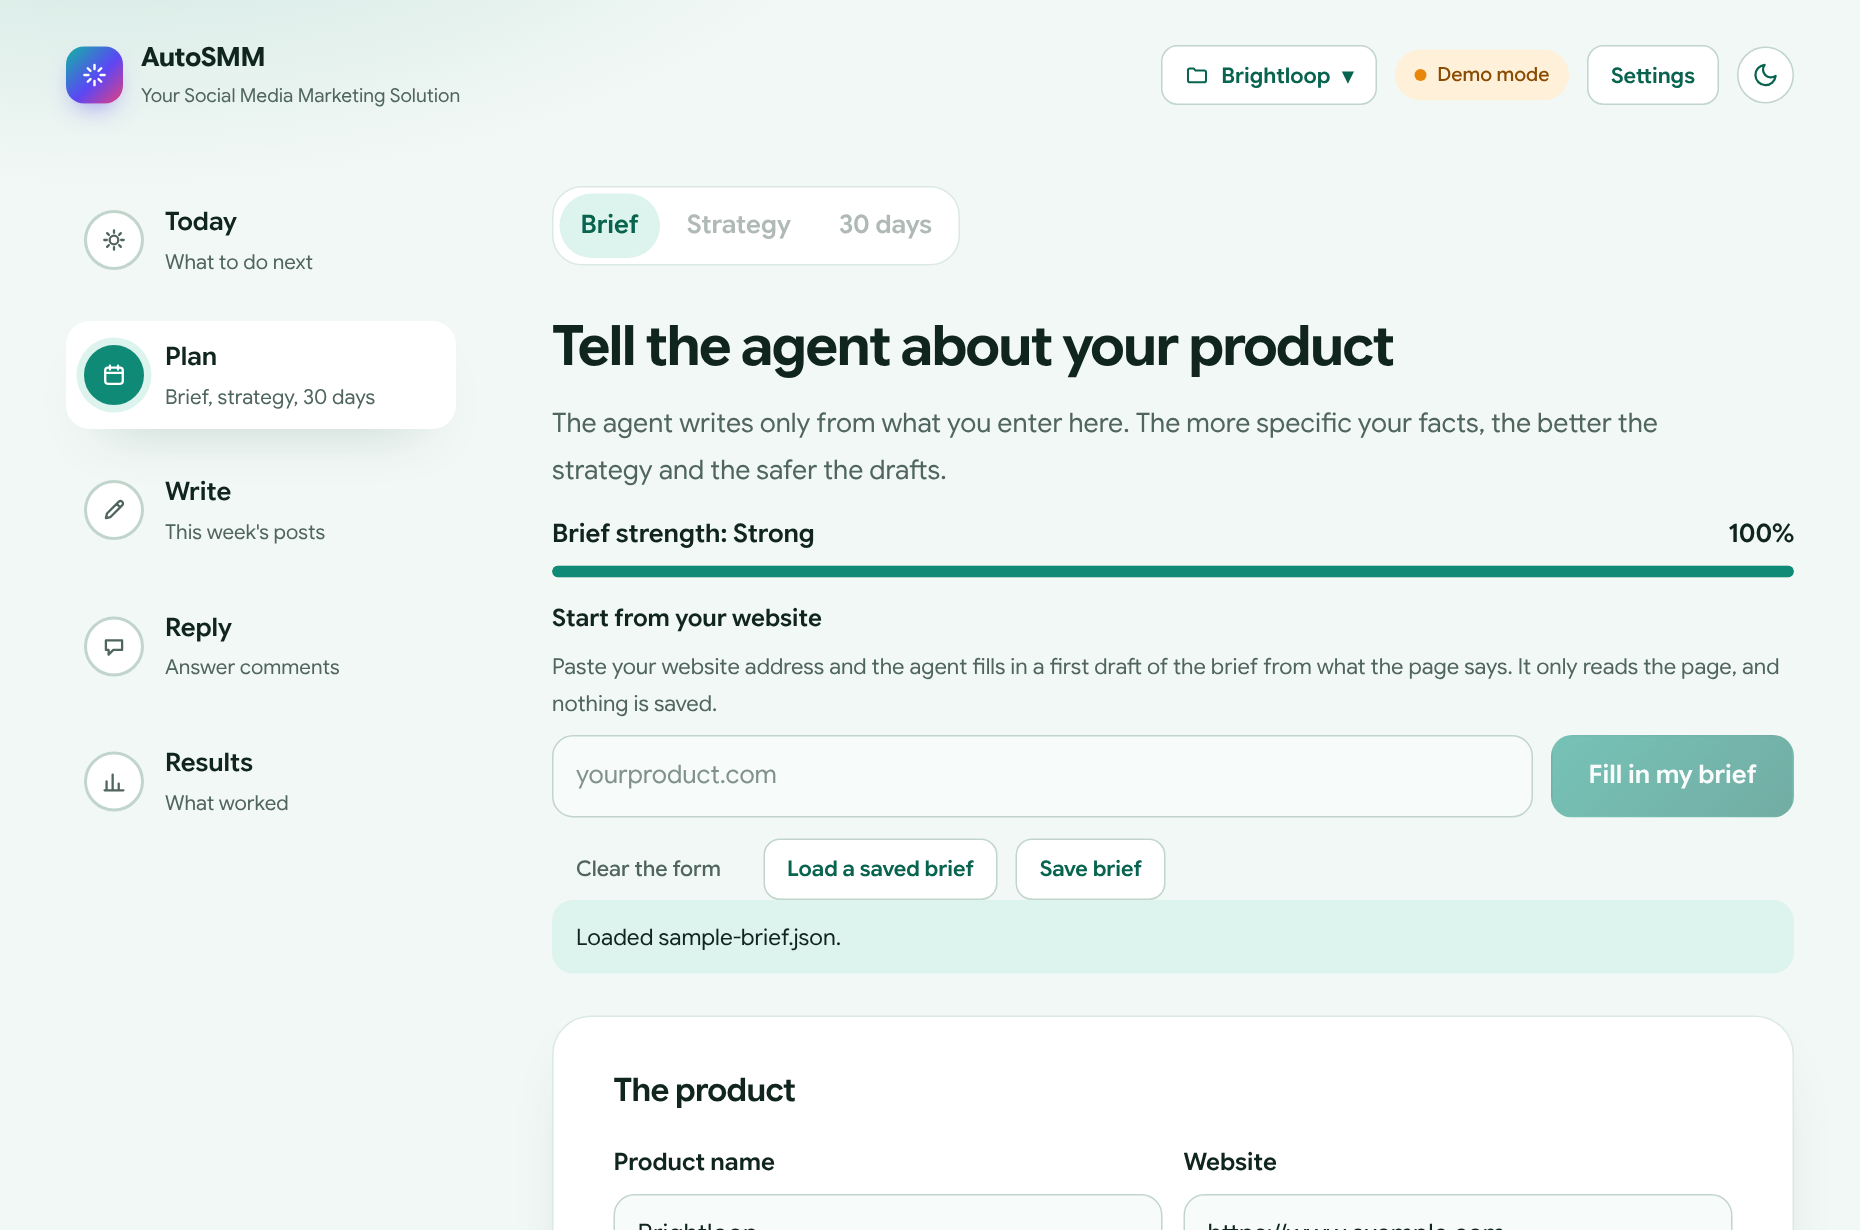 AutoSMM
Your Social Media Marketing Solution
Brightloop ▼
Demo mode
Settings
Today
What to do next
Plan
Brief, strategy, 30 days
Write
This week's posts
Reply
Answer comments
Results
What worked
Brief
Strategy
30 days
Tell the agent about your product
The agent writes only from what you enter here. The more specific your facts, the better the
strategy and the safer the drafts.
Brief strength: Strong
100%
Start from your website
Paste your website address and the agent fills in a first draft of the brief from what the page says. It only reads the page, and
nothing is saved.
yourproduct.com
Fill in my brief
Clear the form
Load a saved brief
Save brief
Loaded sample-brief.json.
The product
Product name
Website
Brightloop
https://www.example.com